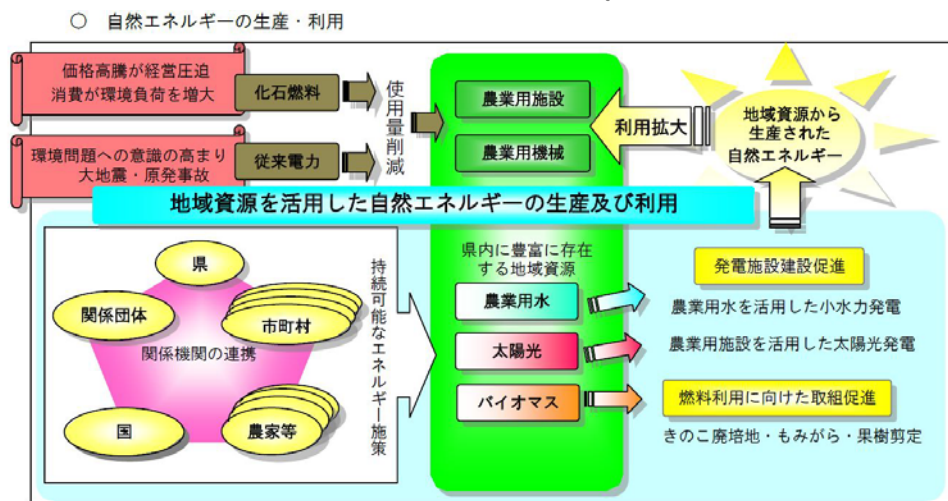 ○ 自然エネルギーの生産・利用
価格高騰が経営圧迫
消費が環境負荷を増大
化石燃料
環境問題への意識の高まり
大地震・原発事故
従来電力
使用量削減
農業用施設
農業用機械
利用拡大
地域資源から
生産された
自然エネルギー
地域資源を活用した自然エネルギーの生産及び利用
県
関係団体
市町村
関係機関の連携
国
農家等
持続可能なエネルギー施策
県内に豊富に存在
する地域資源
農業用水
太陽光
バイオマス
発電施設建設促進
農業用水を活用した小水力発電
農業用施設を活用した太陽光発電
燃料利用に向けた取組促進
きのこ廃培地・もみがら・果樹剪定